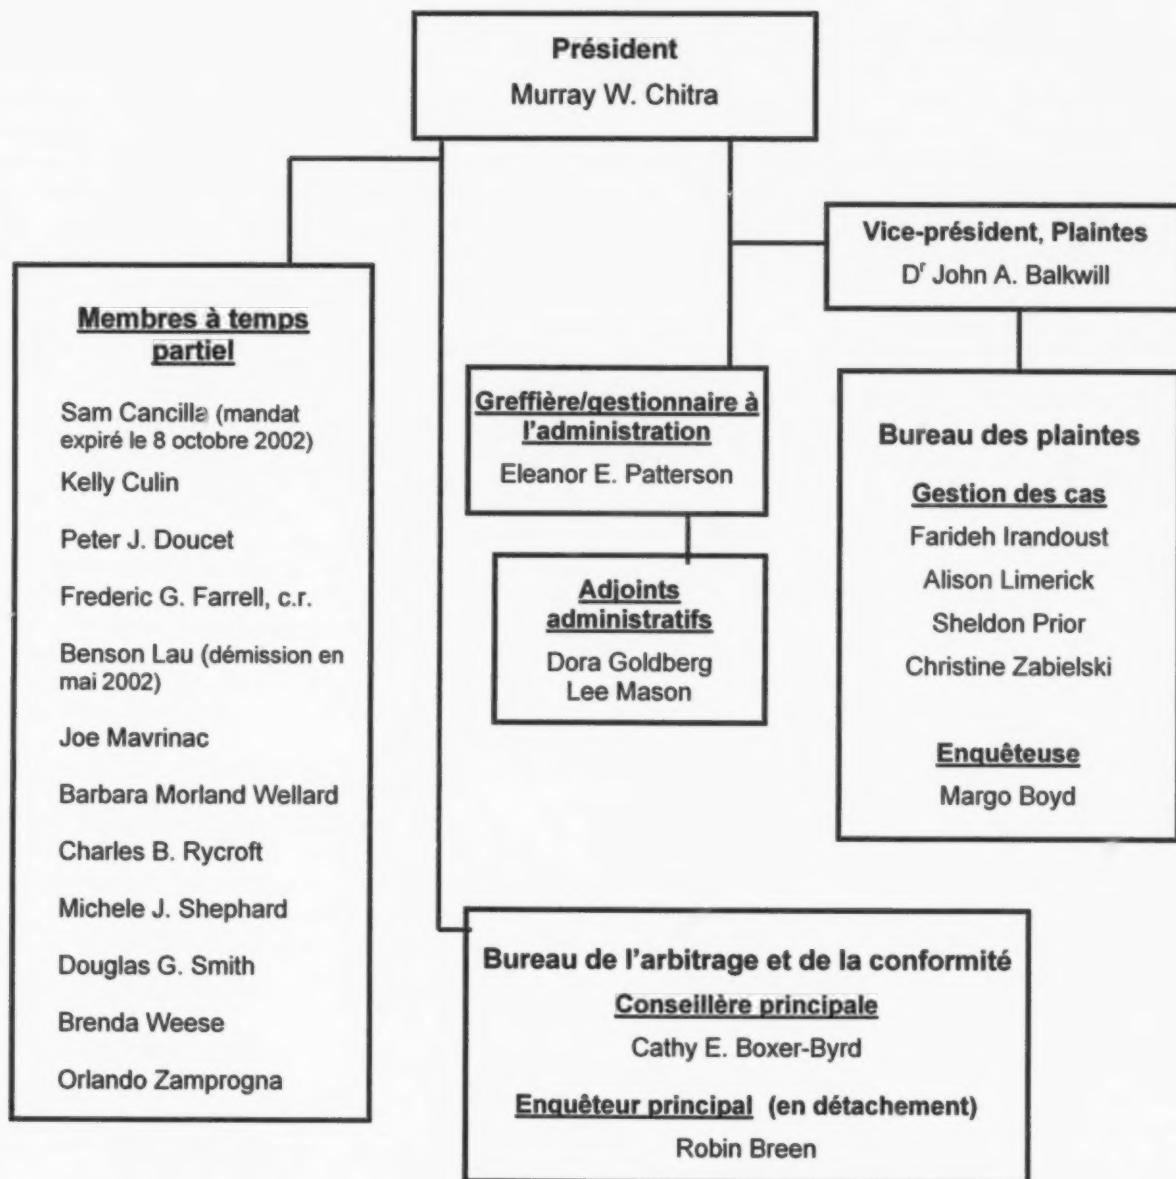 Président
Murray W. Chitra
Vice-président, Plaintes
Dʳ John A. Balkwill
Membres à temps
partiel
Sam Cancilla (mandat
expiré le 8 octobre 2002)
Kelly Culin
Peter J. Doucet
Frederic G. Farrell, c.r.
Benson Lau (démission en
mai 2002)
Joe Mavrinac
Barbara Morland Wellard
Charles B. Rycroft
Michele J. Shephard
Douglas G. Smith
Brenda Weese
Orlando Zamprogna
Greffière/gestionnaire à
l'administration
Eleanor E. Patterson
Adjoints
administratifs
Dora Goldberg
Lee Mason
Bureau des plaintes
Gestion des cas
Farideh Irandoust
Alison Limerick
Sheldon Prior
Christine Zabielski
Enquêteuse
Margo Boyd
Bureau de l'arbitrage et de la conformité
Conseillère principale
Cathy E. Boxer-Byrd
Enquêteur principal (en détachement)
Robin Breen